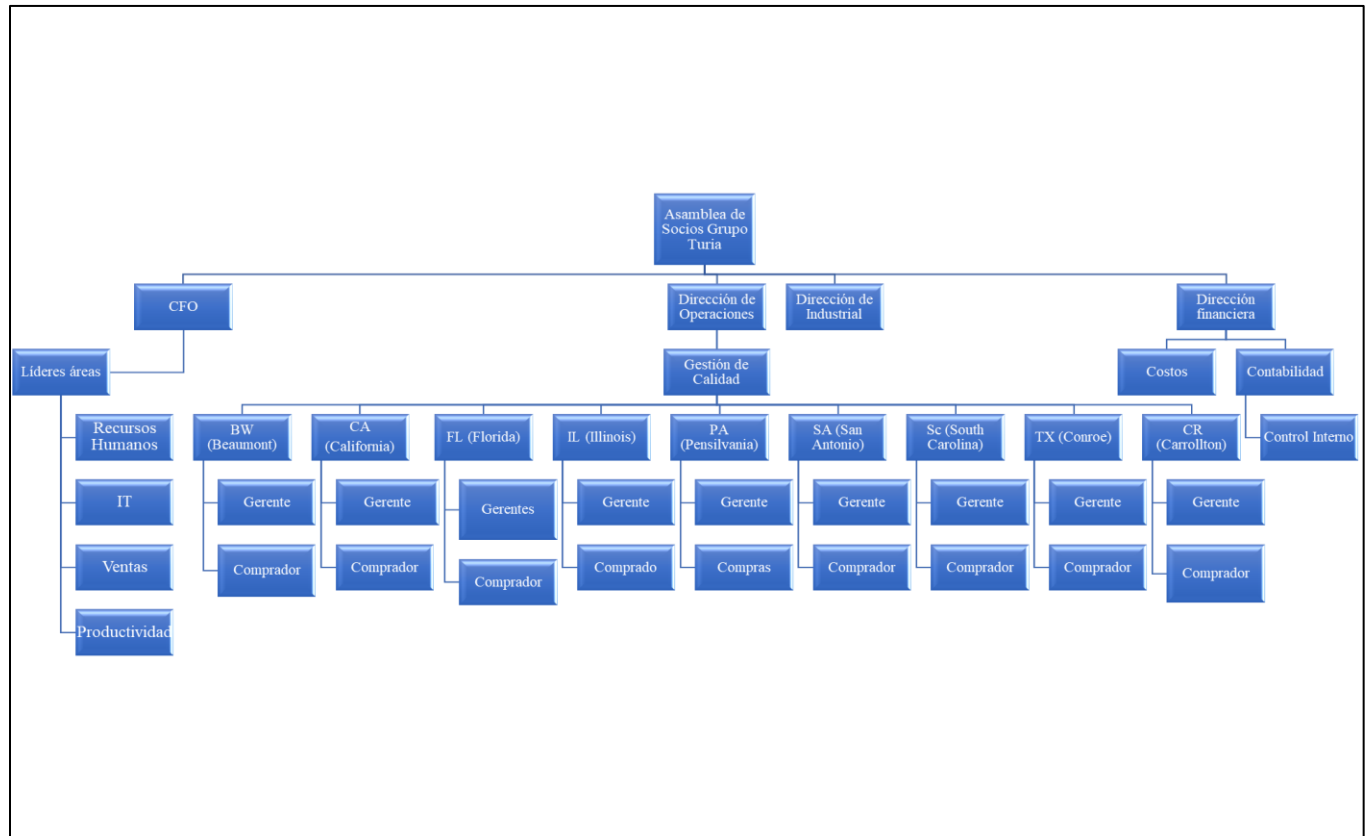 Asamblea de
Socios Grupo
Turia
CFO
Dirección de
Operaciones
Dirección de
Industrial
Dirección
financiera
Líderes áreas
Gestión de
Calidad
Costos
Contabilidad
Recursos
Humanos
BW
(Beaumont)
CA
(California)
FL (Florida)
IL (Illinois)
PA
(Pensilvania)
SA (San
Antonio)
Sc (South
Carolina)
TX (Conroe)
CR
(Carrollton)
Control Interno
IT
Gerente
Gerente
Gerentes
Gerente
Gerente
Gerente
Gerente
Gerente
Gerente
Ventas
Comprador
Comprador
Comprador
Comprado
Compras
Comprador
Comprador
Comprador
Comprador
Productividad